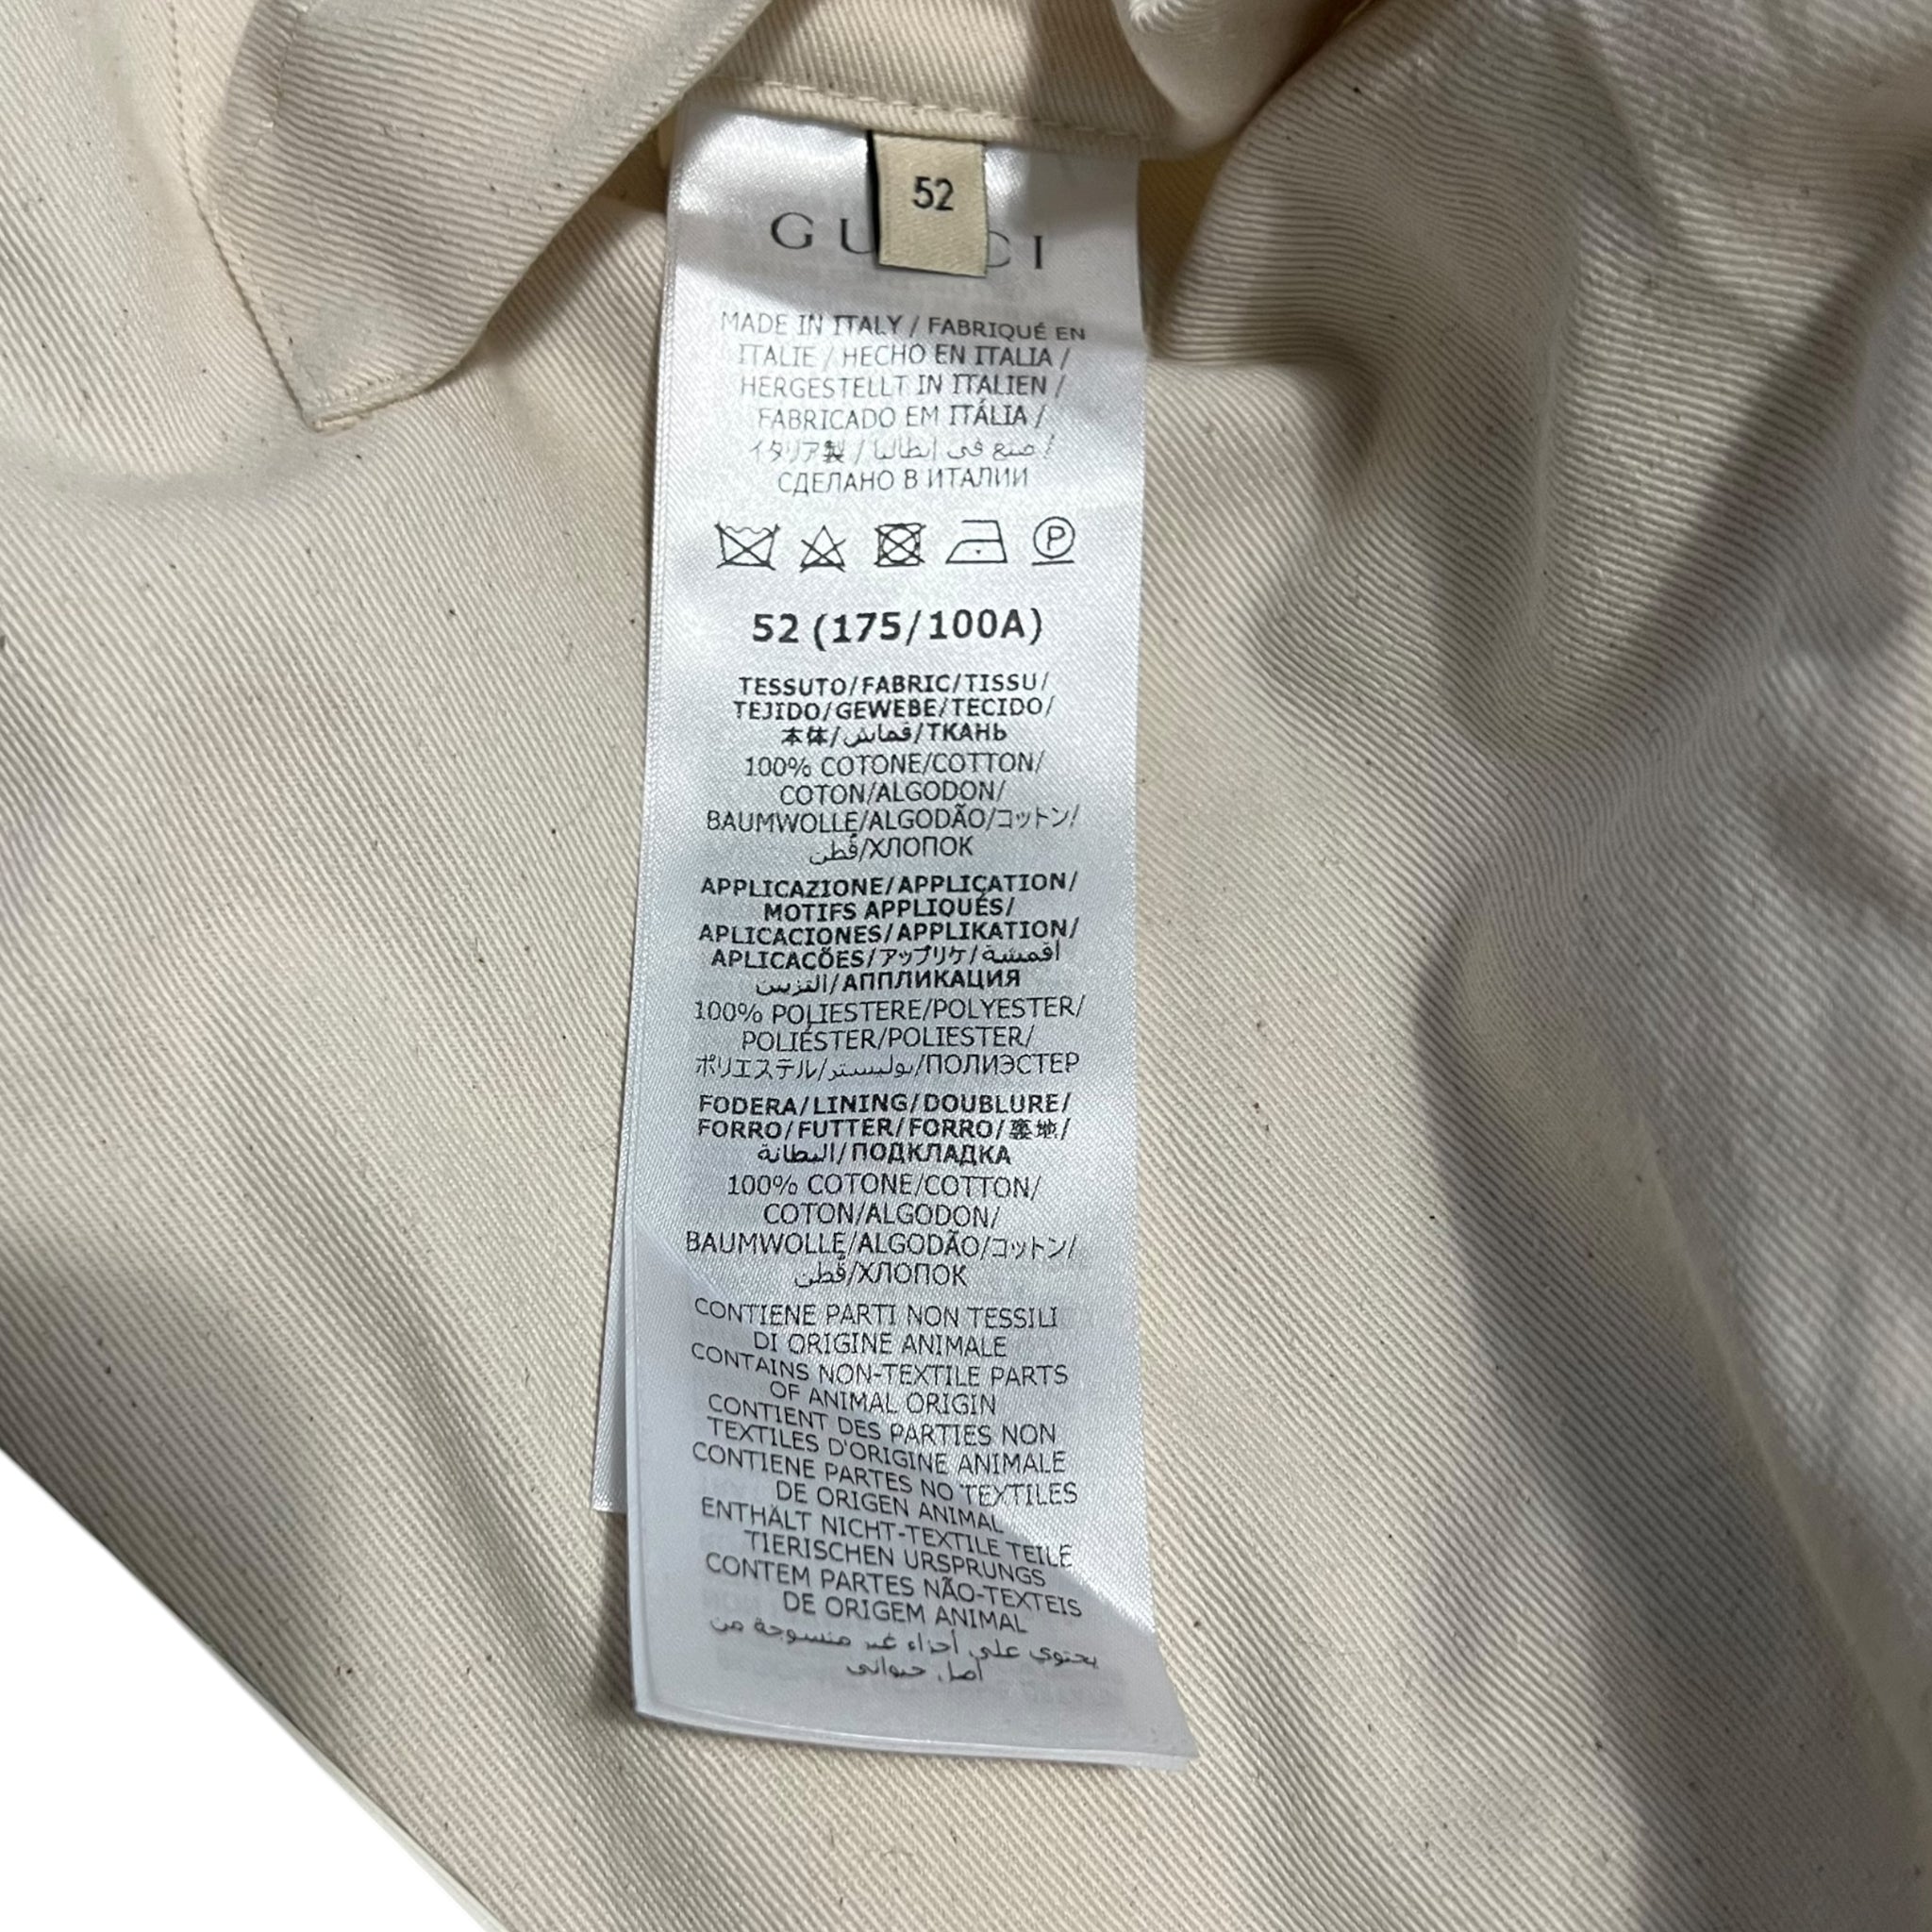 52
GU CI
MADE IN ITALY / FABRIQUÉ EN
ITALIE / HECHO EN ITALIA /
HERGESTELLT IN ITALIEN /
FABRICADO EM ITÁLIA /
イタリア製 / صنع في إيطاليا /
СДЕЛАНО В ИТАЛИИ
P
52 (175/100A)
TESSUTO/FABRIC/TISSU/
TEJIDO/GEWEBE/TECIDO/
本体/قماش/ТКАНЬ
100% COTONE/COTTON/
COTON/ALGODON/
BAUMWOLLE/ALGODÃO/コットン/
قُطن/ХЛОПОК
APPLICAZIONE/APPLICATION/
MOTIFS APPLIQUÉS/
APLICACIONES/APPLIKATION/
APLICAÇÕES/アップリケ/أقمشة
التزيين/АППЛИКАЦИЯ
100% POLIESTERE/POLYESTER/
POLIÉSTER/POLIESTER/
ポリエステル/بوليستر/ПОЛИЭСТЕР
FODERA/LINING/DOUBLURE/
FORRO/FUTTER/FORRO/裏地/
البطانة/ПОДКЛАДКА
100% COTONE/COTTON/
COTON/ALGODON/
BAUMWOLLE/ALGODÃO/コットン/
قُطن/ХЛОПОК
CONTIENE PARTI NON TESSILI
DI ORIGINE ANIMALE
CONTAINS NON-TEXTILE PARTS
OF ANIMAL ORIGIN
CONTIENT DES PARTIES NON
TEXTILES D'ORIGINE ANIMALE
CONTIENE PARTES NO TEXTILES
DE ORIGEN ANIMAL
ENTHÄLT NICHT-TEXTILE TEILE
TIERISCHEN URSPRUNGS
CONTEM PARTES NÃO-TEXTEIS
DE ORIGEM ANIMAL
يحتوي على أجزاء غير منسوجة من
أصل حيواني